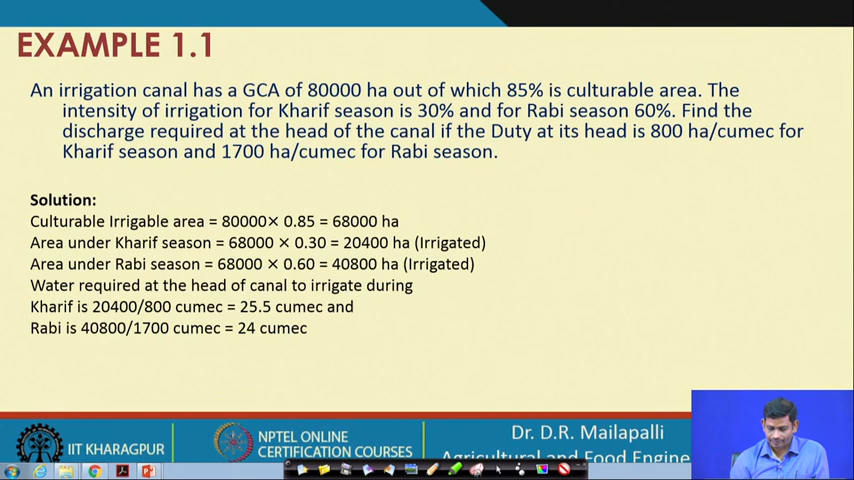 EXAMPLE 1.1
An irrigation canal has a GCA of 80000 ha out of which 85% is culturable area. The
intensity of irrigation for Kharif season is 30% and for Rabi season 60%. Find the
discharge required at the head of the canal if the Duty at its head is 800 ha/cumec for
Kharif season and 1700 ha/cumec for Rabi season.
Solution:
Culturable Irrigable area = 80000× 0.85 = 68000 ha
Area under Kharif season = 68000 × 0.30 = 20400 ha (Irrigated)
Area under Rabi season = 68000 × 0.60 = 40800 ha (Irrigated)
Water required at the head of canal to irrigate during
Kharif is 20400/800 cumec = 25.5 cumec and
Rabi is 40800/1700 cumec = 24 cumec
IIT KHARAGPUR
NPTEL ONLINE
CERTIFICATION COURSES
Dr. D.R. Mailapalli
Agricultural and Food Engine